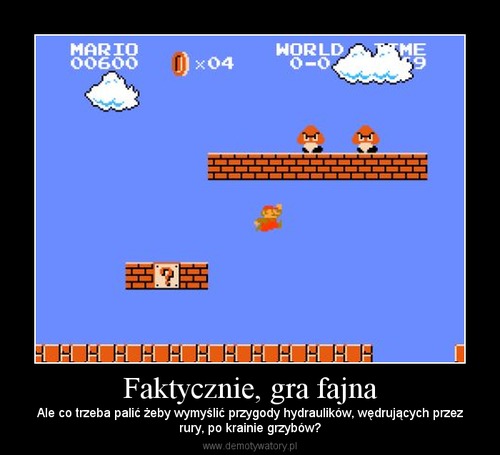 MARIO WORLD TIME
00600 ×04 0-0 9
?
Faktycznie, gra fajna
Ale co trzeba palić żeby wymyślić przygody hydraulików, wędrujących przez
rury, po krainie grzybów?
www.demotywatory.pl